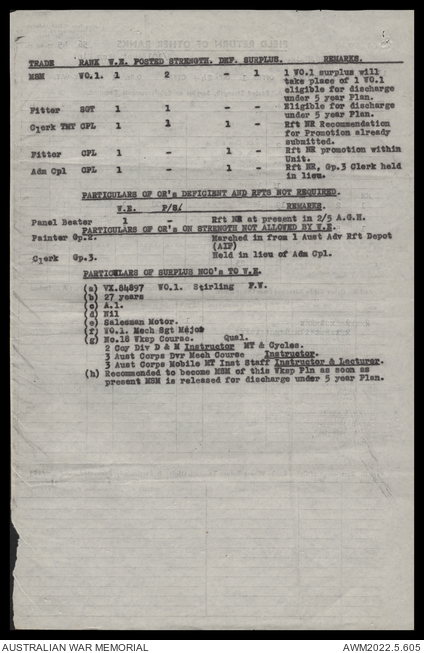 TRADE RANK W.E. POSTED STRENGTH. DEF. SURPLUS. REMARKS.
MSM WO.1. 1 2 - 1 1 WO.1 surplus will
take place of 1 WO.1
eligible for discharge
under 5 year Plan.
Fitter SGT 1 1 - - Eligible for discharge
under 5 year Plan.
Clerk TMT CPL 1 1 1 - Rft NR Recommendation
for Promotion already
submitted.
Fitter CPL 1 - 1 - Rft NR promotion within
Unit.
Adm Cpl CPL 1 - 1 - Rft NR, Gp.3 Clerk held
in lieu.
PARTICULARS OF OR's DEFICIENT AND RFTS NOT REQUIRED.
W.E. P/S/ REMARKS.
Panel Beater 1 - Rft NR at present in 2/5 A.G.H.
PARTICULARS OF OR's ON STRENGTH NOT ALLOWED BY W.E.
Painter Gp.2. Marched in from 1 Aust Adv Rft Depot
(AIF)
Clerk Gp.3. Held in lieu of Adm Cpl.
PARTICULARS OF SURPLUS NCO's TO W.E.
(a) VX.84897 WO.1. Stirling F.W.
(b) 27 years
(c) A.1.
(d) Nil
(e) Salesman Motor.
(f) WO.1. Mech Sgt Major
(g) No.18 Wksp Course. Qual.
2 Coy Div D & M Instructor MT & Cycles.
3 Aust Corps Dvr Mech Course Instructor.
3 Aust Corps Mobile MT Inst Staff Instructor & Lecturer.
(h) Recommended to become MSM of this Wksp Pln as soon as
present MSM is released for discharge under 5 year Plan.
AUSTRALIAN WAR MEMORIAL AWM2022.5.605